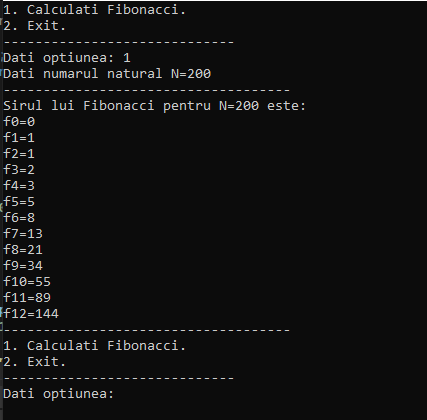 1. Calculati Fibonacci.
2. Exit.
-----------------------------
Dati optiunea: 1
Dati numarul natural N=200
------------------------------------
Sirul lui Fibonacci pentru N=200 este:
f0=0
f1=1
f2=1
f3=2
f4=3
f5=5
f6=8
f7=13
f8=21
f9=34
f10=55
f11=89
f12=144
------------------------------------
1. Calculati Fibonacci.
2. Exit.
-----------------------------
Dati optiunea: